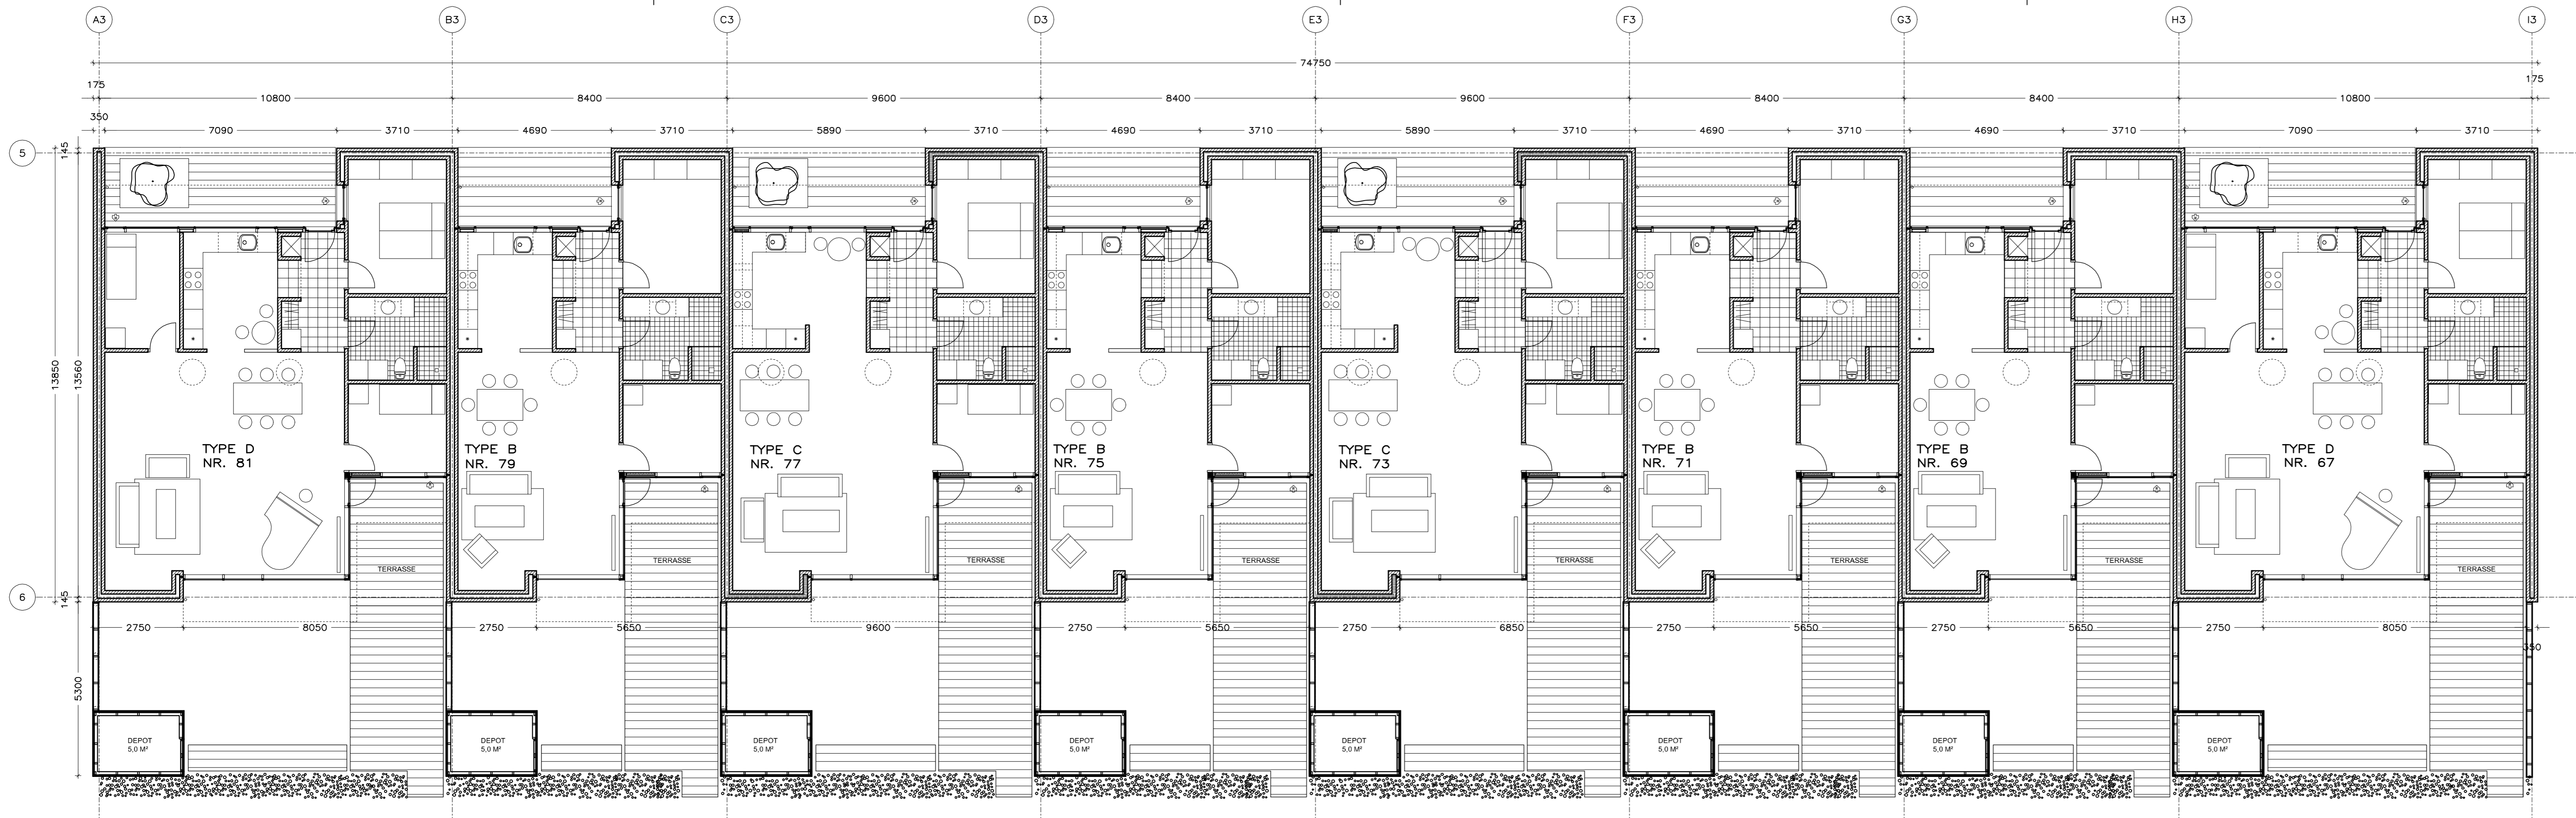 A3 B3 C3 D3 E3 F3 G3 H3 I3
74750
175 175
10800 8400 9600 8400 9600 8400 8400 10800
350
7090 3710 4690 3710 5890 3710 4690 3710 5890 3710 4690 3710 4690 3710 7090 3710
5
145
13850
13560
TYPE D
NR. 81
TYPE B
NR. 79
TYPE C
NR. 77
TYPE B
NR. 75
TYPE C
NR. 73
TYPE B
NR. 71
TYPE B
NR. 69
TYPE D
NR. 67
TERRASSE TERRASSE TERRASSE TERRASSE TERRASSE TERRASSE TERRASSE TERRASSE
6
145
2750 8050 2750 5650 9600 2750 5650 2750 6850 2750 5650 2750 5650 2750 8050
350
5300
DEPOT
5,0 M²
DEPOT
5,0 M²
DEPOT
5,0 M²
DEPOT
5,0 M²
DEPOT
5,0 M²
DEPOT
5,0 M²
DEPOT
5,0 M²
DEPOT
5,0 M²